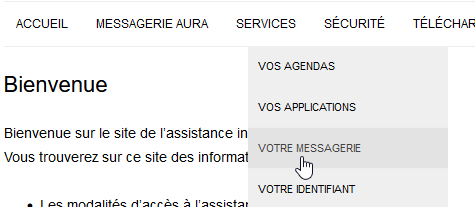 ACCUEIL MESSAGERIE AURA SERVICES SÉCURITÉ TÉLÉCHAR
VOS AGENDAS
VOS APPLICATIONS
VOTRE MESSAGERIE
VOTRE IDENTIFIANT
Bienvenue
Bienvenue sur le site de l'assistance in
Vous trouverez sur ce site des informat
• Les modalités d'accès à l'assistan